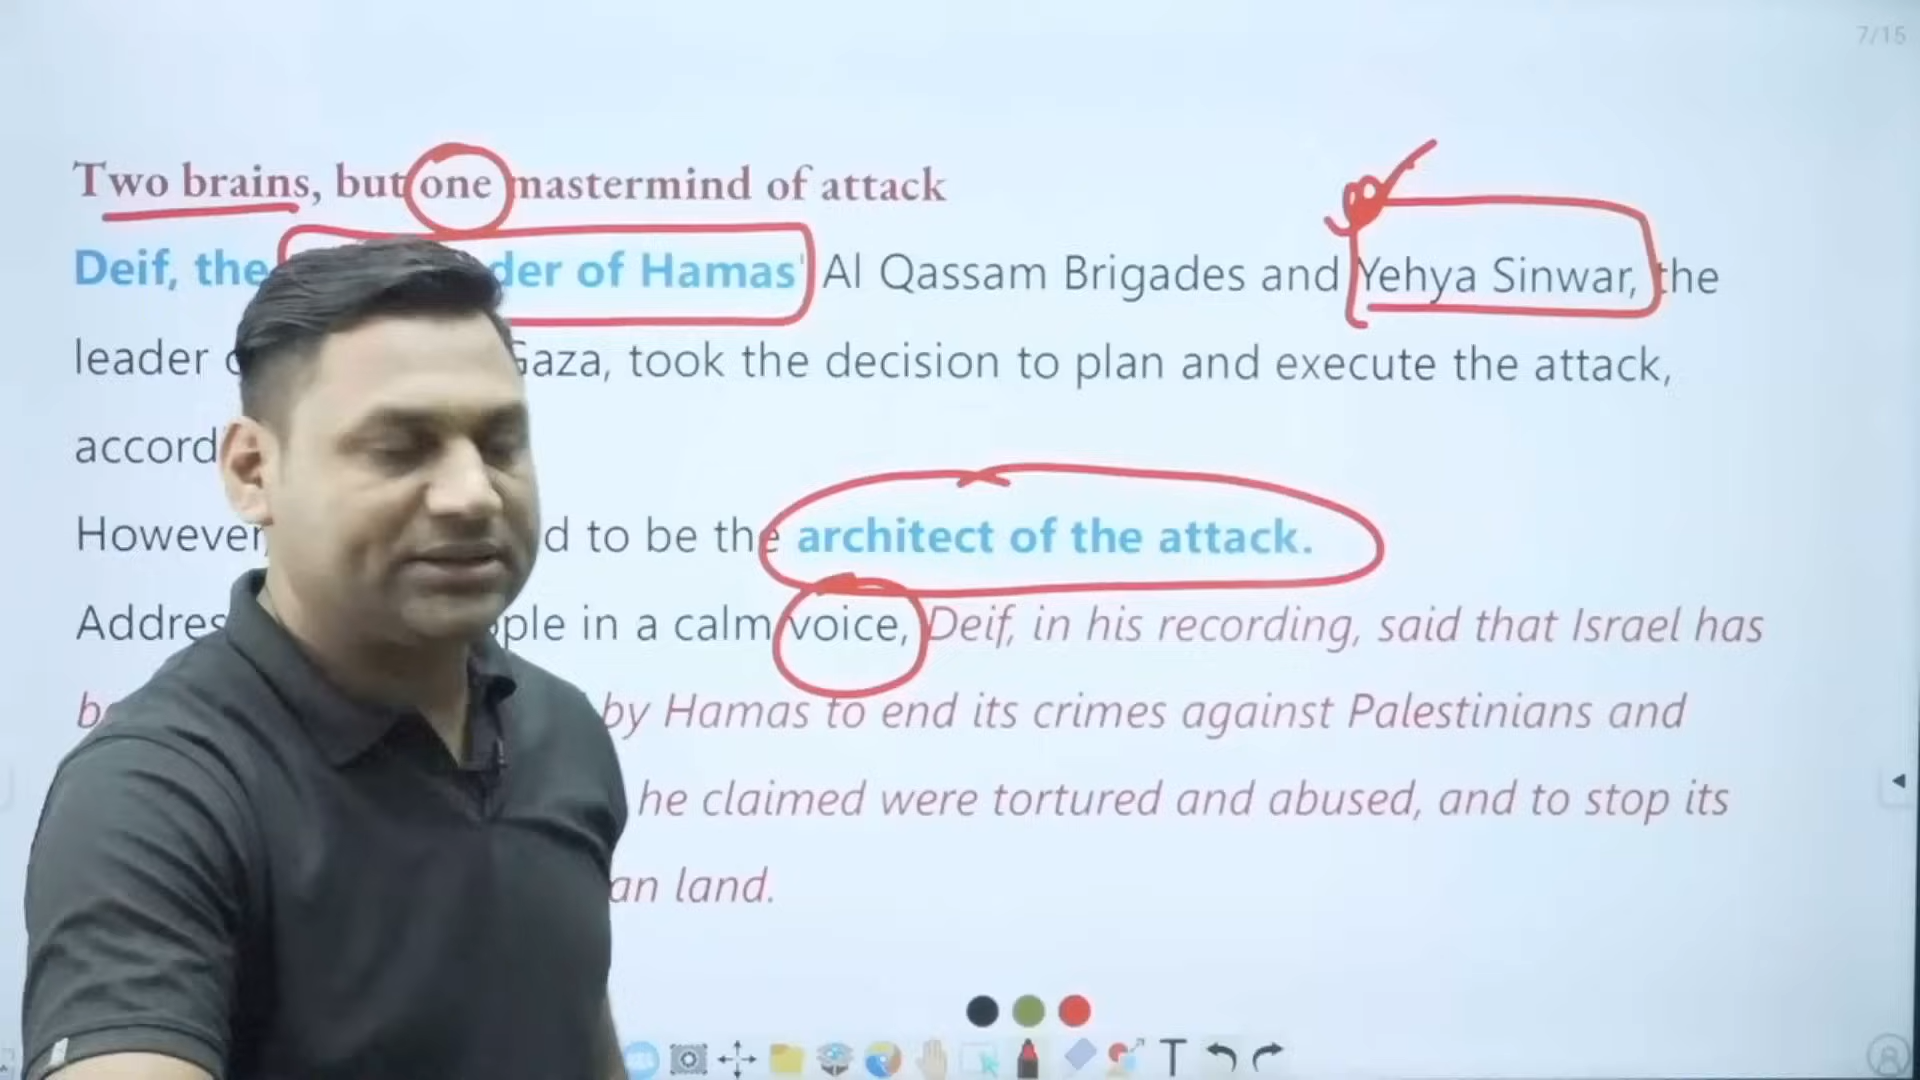 7/15
Two brains, but one mastermind of attack
Deif, the der of Hamas' Al Qassam Brigades and Yehya Sinwar, the
leader Gaza, took the decision to plan and execute the attack,
accord
However, d to be the architect of the attack.
Addres ple in a calm voice, Deif, in his recording, said that Israel has
by Hamas to end its crimes against Palestinians and
he claimed were tortured and abused, and to stop its
an land.
T